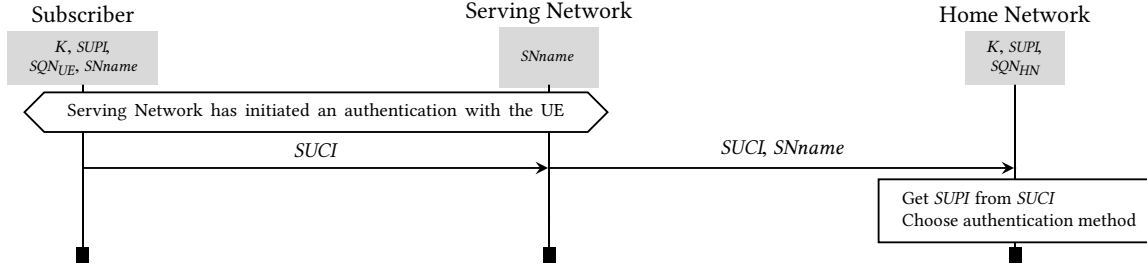 Subscriber
Serving Network
Home Network
K, SUPI,
SQN_UE, SNname
SNname
K, SUPI,
SQN_HN
Serving Network has initiated an authentication with the UE
SUCI
SUCI, SNname
Get SUPI from SUCI
Choose authentication method